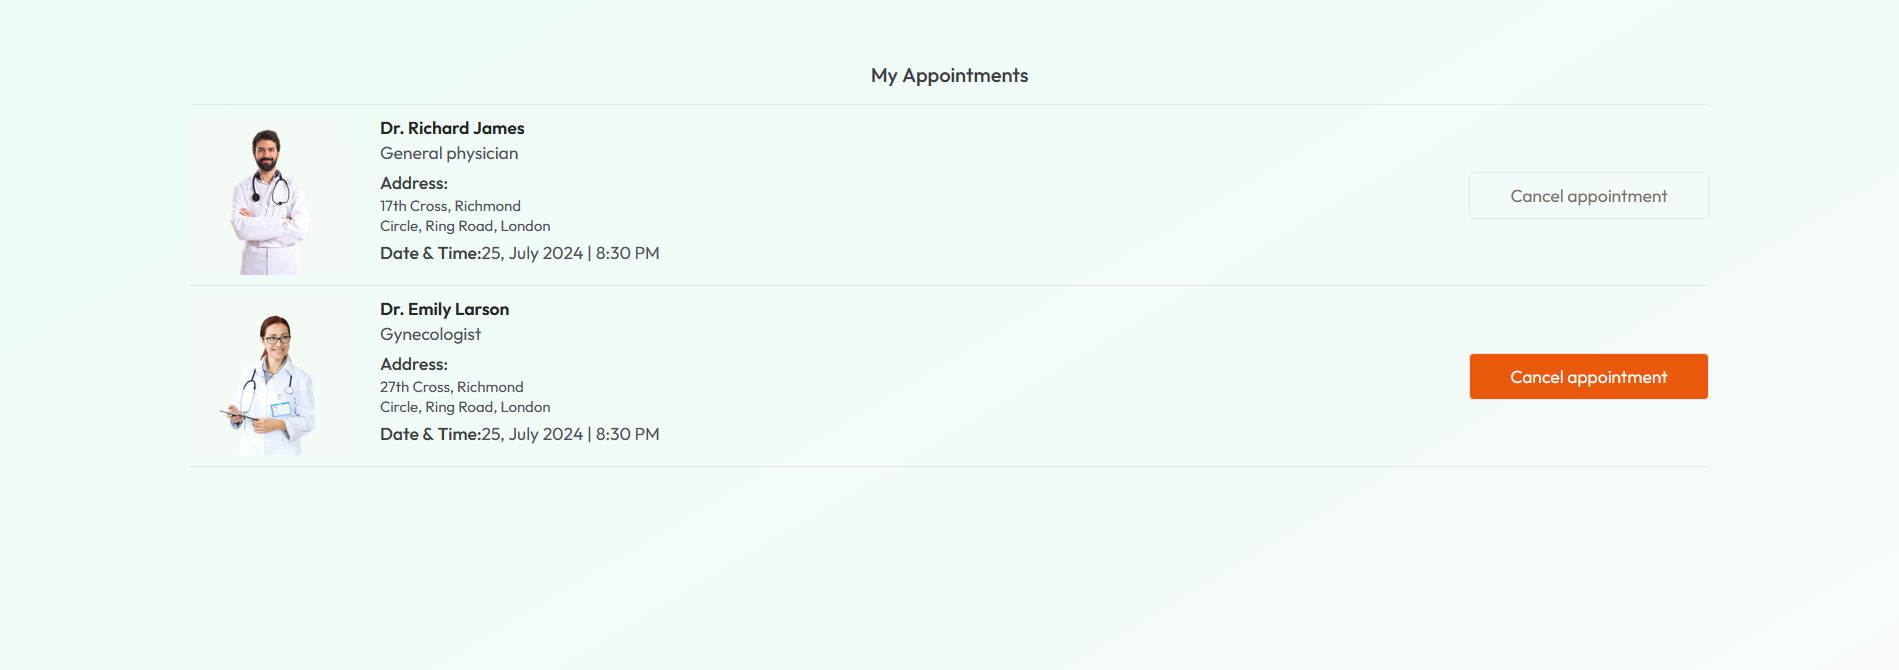 My Appointments
Dr. Richard James
General physician
Address:
17th Cross, Richmond
Circle, Ring Road, London
Date & Time:25, July 2024 | 8:30 PM
Cancel appointment
Dr. Emily Larson
Gynecologist
Address:
27th Cross, Richmond
Circle, Ring Road, London
Date & Time:25, July 2024 | 8:30 PM
Cancel appointment